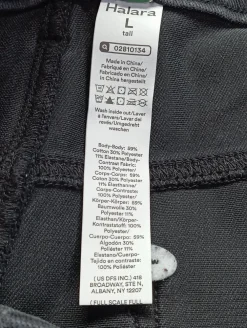 Halara
L
tall
02810134
Made in China/
Fabriqué en Chine/
Fabricado en China/
in China hergestellt
Wash inside out/Laver
à l'envers/Lavar del
revés/Umgedreht
waschen
Body-Body: 59%
Cotton 30% Polyester
11% Elastane/Body-
Contrast Fabric:
100% Polyester/
Corps-Corps: 59%
Coton 30% Polyester
11% Élasthanne/
Corps-Contraste:
100% Polyester/
Körper-Körper: 59%
Baumwolle 30%
Polyester 11%
Elasthen/Körper-
Kontraststoff: 100%
Polyester/
Cuerpo-Cuerpo: 59%
Algodón 30%
Poliéster 11%
Elastano/Cuerpo-
Tejido en contraste:
100% Poliéster
( US DFS INC.) 418
BROADWAY, STE N,
ALBANY, NY 12207
( FULL SCALE FULL